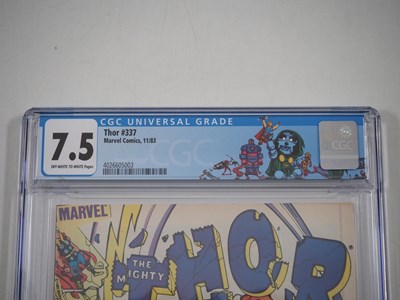 CGC UNIVERSAL GRADE
7.5
OFF-WHITE TO WHITE Pages
Thor #337
Marvel Comics, 11/83
4026605003
CGC
CGC
MARVEL
THE
MIGHTY
THOR